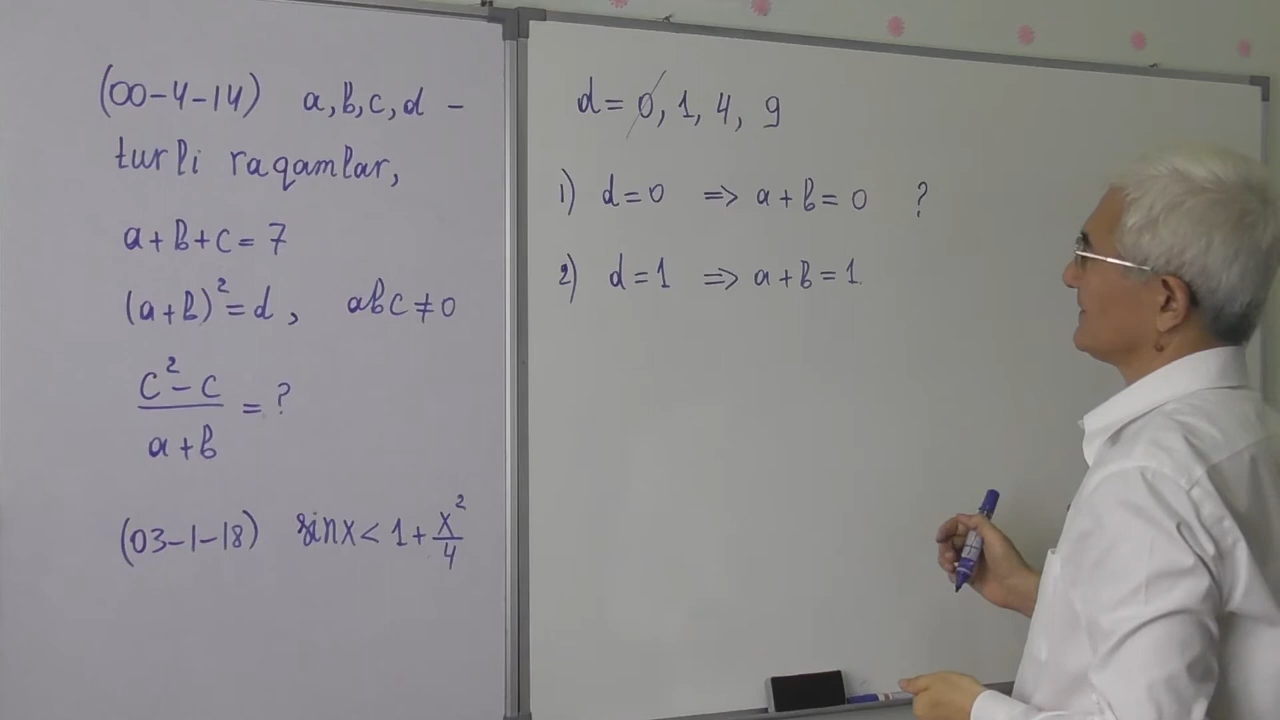 (00-4-14) a, b, c, d -
turli raqamlar,
a+b+c=7
(a+b)²=d, abc≠0
(c²-c)/(a+b) = ?
(03-1-18) sinx < 1 + x²/4
d=0, 1, 4, 9
1) d=0 ⇒ a+b=0 ?
2) d=1 ⇒ a+b=1